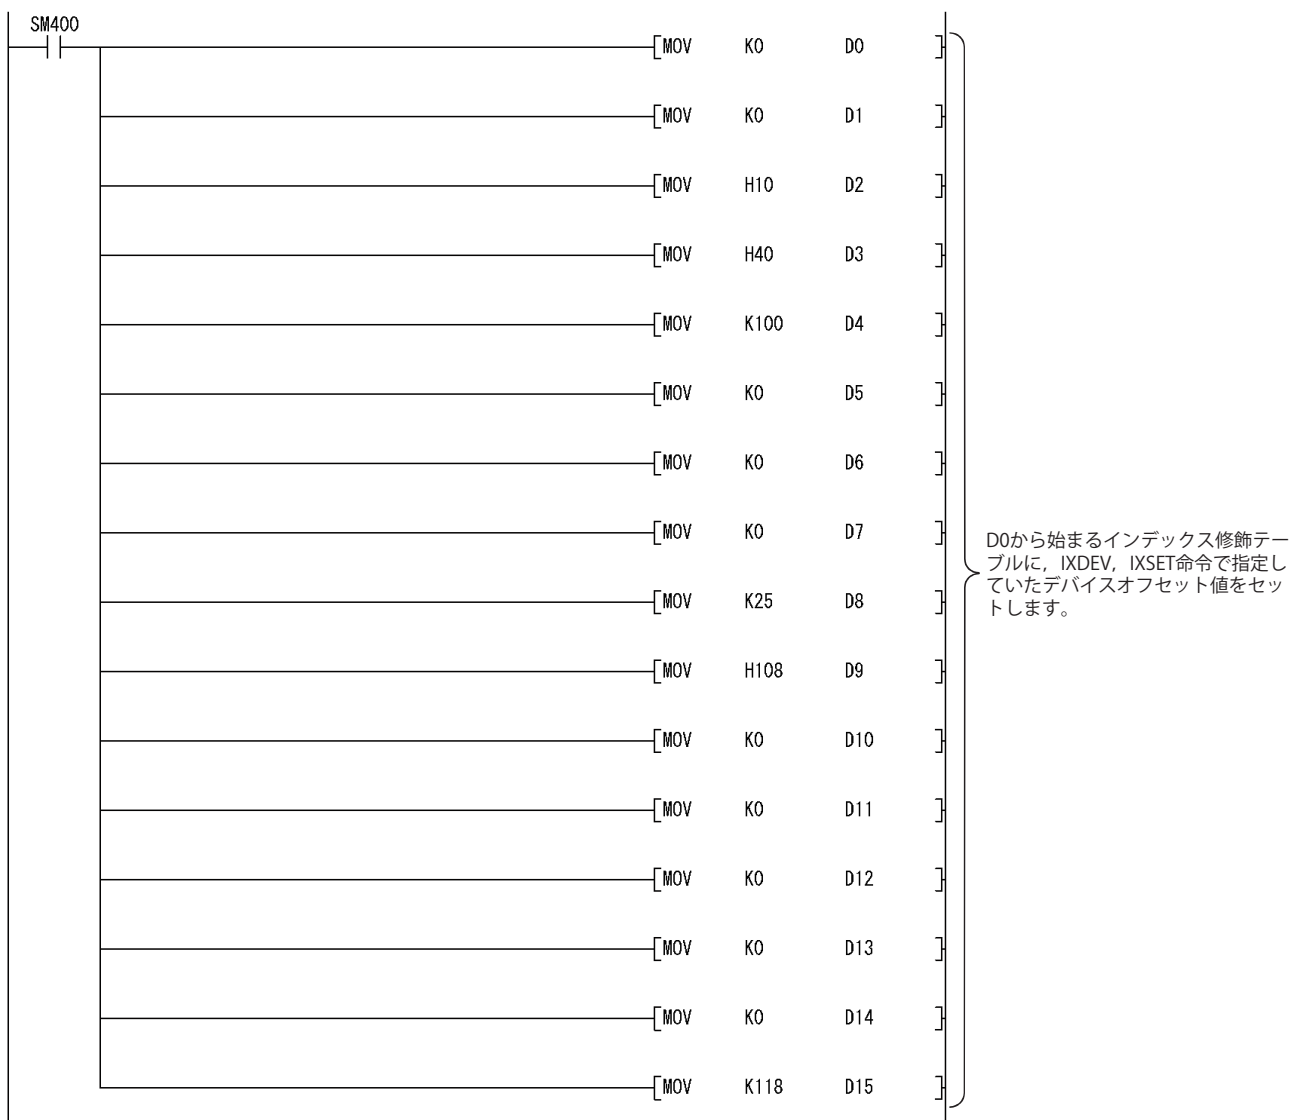 SM400
MOV K0 D0
MOV K0 D1
MOV H10 D2
MOV H40 D3
MOV K100 D4
MOV K0 D5
MOV K0 D6
MOV K0 D7
MOV K25 D8
MOV H108 D9
MOV K0 D10
MOV K0 D11
MOV K0 D12
MOV K0 D13
MOV K0 D14
MOV K118 D15
D0から始まるインデックス修飾テー
ブルに，IXDEV，IXSET命令で指定し
ていたデバイスオフセット値をセッ
トします。